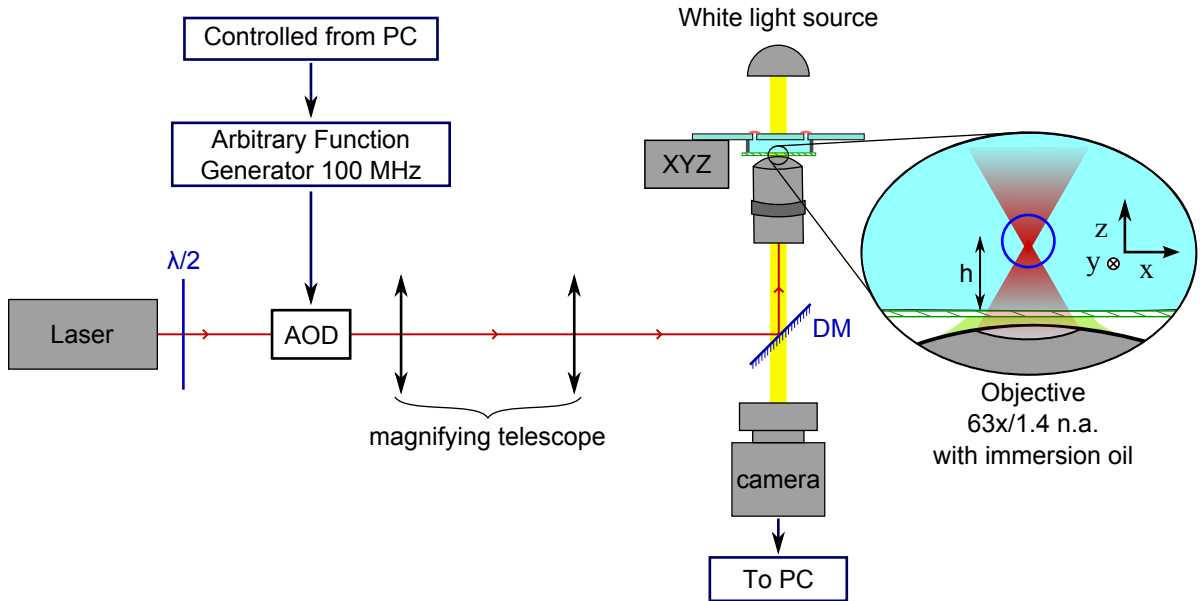 White light source
Controlled from PC
Arbitrary Function
Generator 100 MHz
XYZ
z
y
x
h
λ/2
Laser
AOD
DM
magnifying telescope
Objective
63x/1.4 n.a.
with immersion oil
camera
To PC